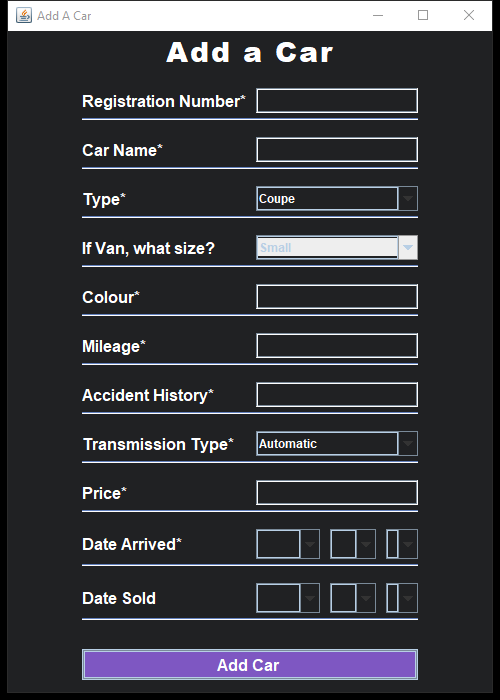 Add A Car
Add a Car
Registration Number*
Car Name*
Type* Coupe
If Van, what size? Small
Colour*
Mileage*
Accident History*
Transmission Type* Automatic
Price*
Date Arrived*
Date Sold
Add Car